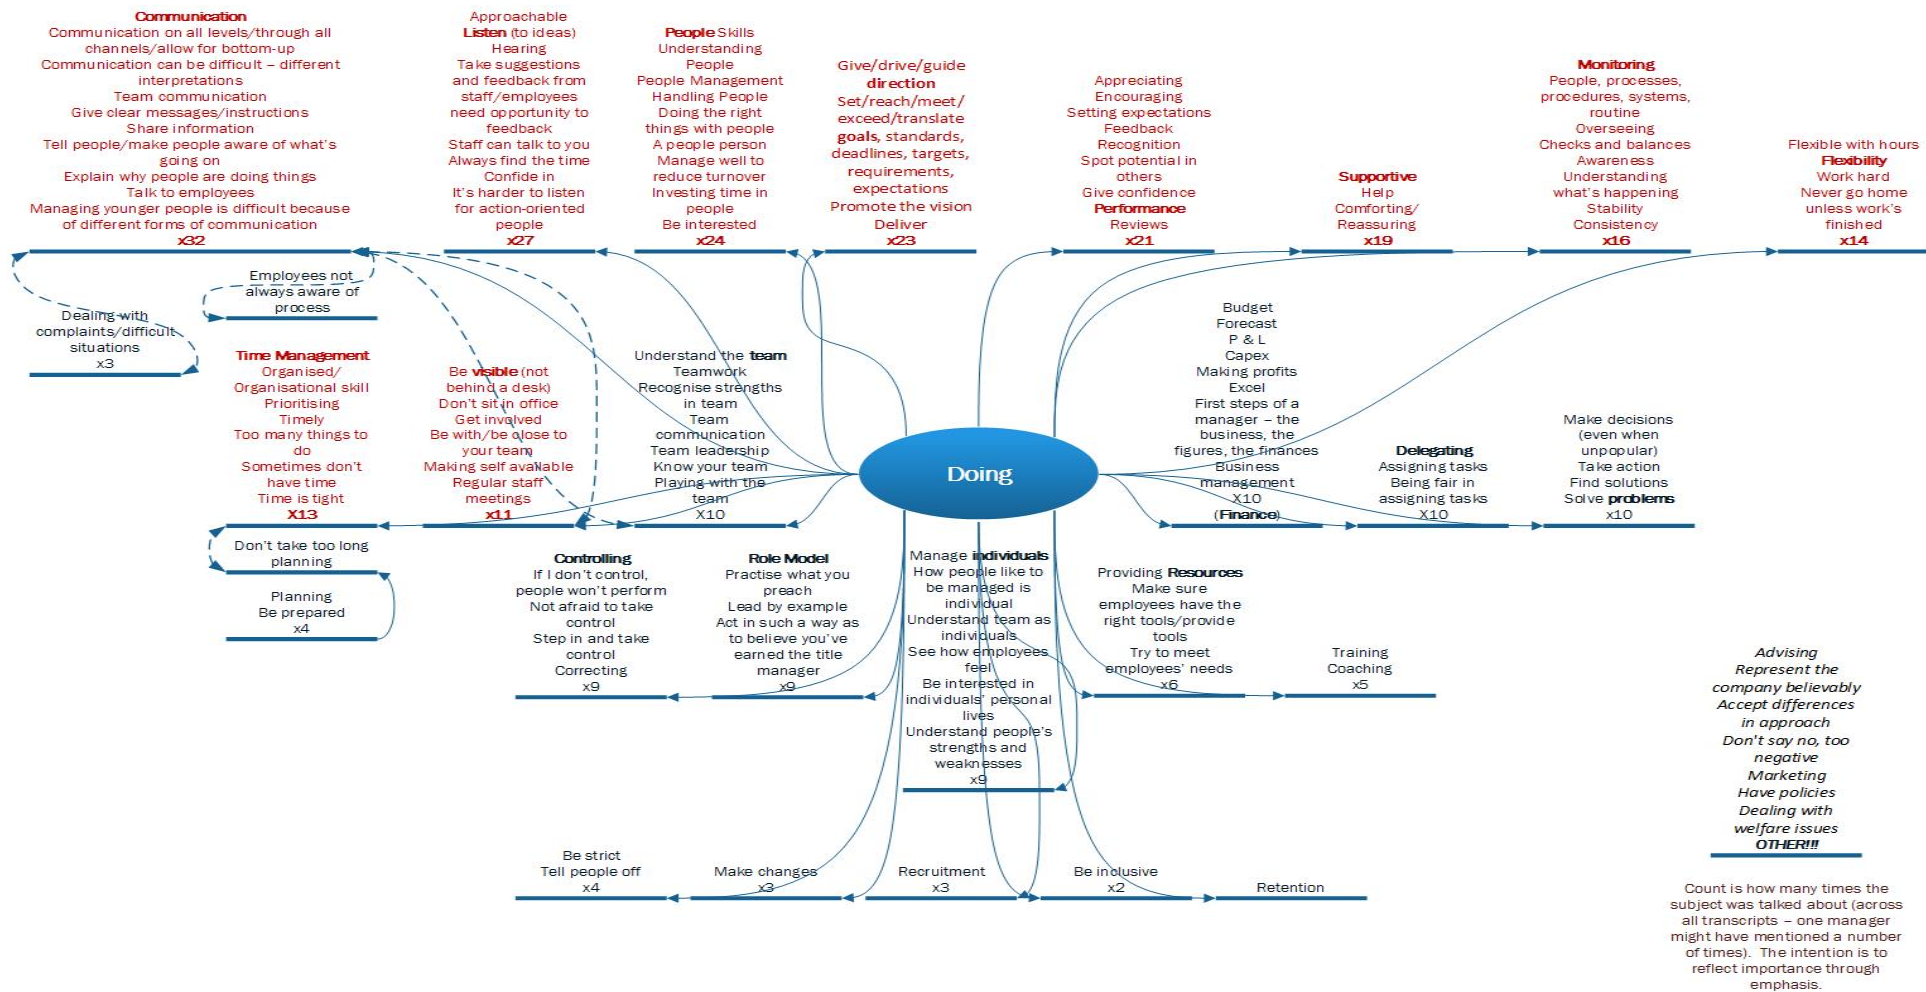 Communication
Communication on all levels/through all
channels/allow for bottom-up
Communication can be difficult – different
interpretations
Team communication
Give clear messages/instructions
Share information
Tell people/make people aware of what's
going on
Explain why people are doing things
Talk to employees
Managing younger people is difficult because
of different forms of communication
x32
Approachable
Listen (to ideas)
Hearing
Take suggestions
and feedback from
staff/employees
need opportunity to
feedback
Staff can talk to you
Always find the time
Confide in
It's harder to listen
for action-oriented
people
x27
People Skills
Understanding
People
People Management
Handling People
Doing the right
things with people
A people person
Manage well to
reduce turnover
Investing time in
people
Be interested
x24
Give/drive/guide
direction
Set/reach/meet/
exceed/translate
goals, standards,
deadlines, targets,
requirements,
expectations
Promote the vision
Deliver
x23
Appreciating
Encouraging
Setting expectations
Feedback
Recognition
Spot potential in
others
Give confidence
Performance
Reviews
x21
Supportive
Help
Comforting/
Reassuring
x19
Monitoring
People, processes,
procedures, systems,
routine
Overseeing
Checks and balances
Awareness
Understanding
what's happening
Stability
Consistency
x16
Flexible with hours
Flexibility
Work hard
Never go home
unless work's
finished
x14
Employees not
always aware of
process
Dealing with
complaints/difficult
situations
x3
Time Management
Organised/
Organisational skill
Prioritising
Timely
Too many things to
do
Sometimes don't
have time
Time is tight
X13
Be visible (not
behind a desk)
Don't sit in office
Get involved
Be with/be close to
your team
Making self available
Regular staff
meetings
x11
Understand the team
Teamwork
Recognise strengths
in team
Team
communication
Team leadership
Know your team
Playing with the
team
X10
Doing
Budget
Forecast
P & L
Capex
Making profits
Excel
First steps of a
manager – the
business, the
figures, the finances
Business
management
X10
(Finance)
Delegating
Assigning tasks
Being fair in
assigning tasks
X10
Make decisions
(even when
unpopular)
Take action
Find solutions
Solve problems
x10
Don't take too long
planning
Planning
Be prepared
x4
Controlling
If I don't control,
people won't perform
Not afraid to take
control
Step in and take
control
Correcting
x9
Role Model
Practise what you
preach
Lead by example
Act in such a way as
to believe you've
earned the title
manager
x9
Manage individuals
How people like to
be managed is
individual
Understand team as
individuals
See how employees
feel
Be interested in
individuals' personal
lives
Understand people's
strengths and
weaknesses
x9
Providing Resources
Make sure
employees have the
right tools/provide
tools
Try to meet
employees' needs
x6
Training
Coaching
x5
Advising
Represent the
company believably
Accept differences
in approach
Don't say no, too
negative
Marketing
Have policies
Dealing with
welfare issues
OTHER!!!
Be strict
Tell people off
x4
Make changes
x3
Recruitment
x3
Be inclusive
x2
Retention
Count is how many times the
subject was talked about (across
all transcripts – one manager
might have mentioned a number
of times). The intention is to
reflect importance through
emphasis.